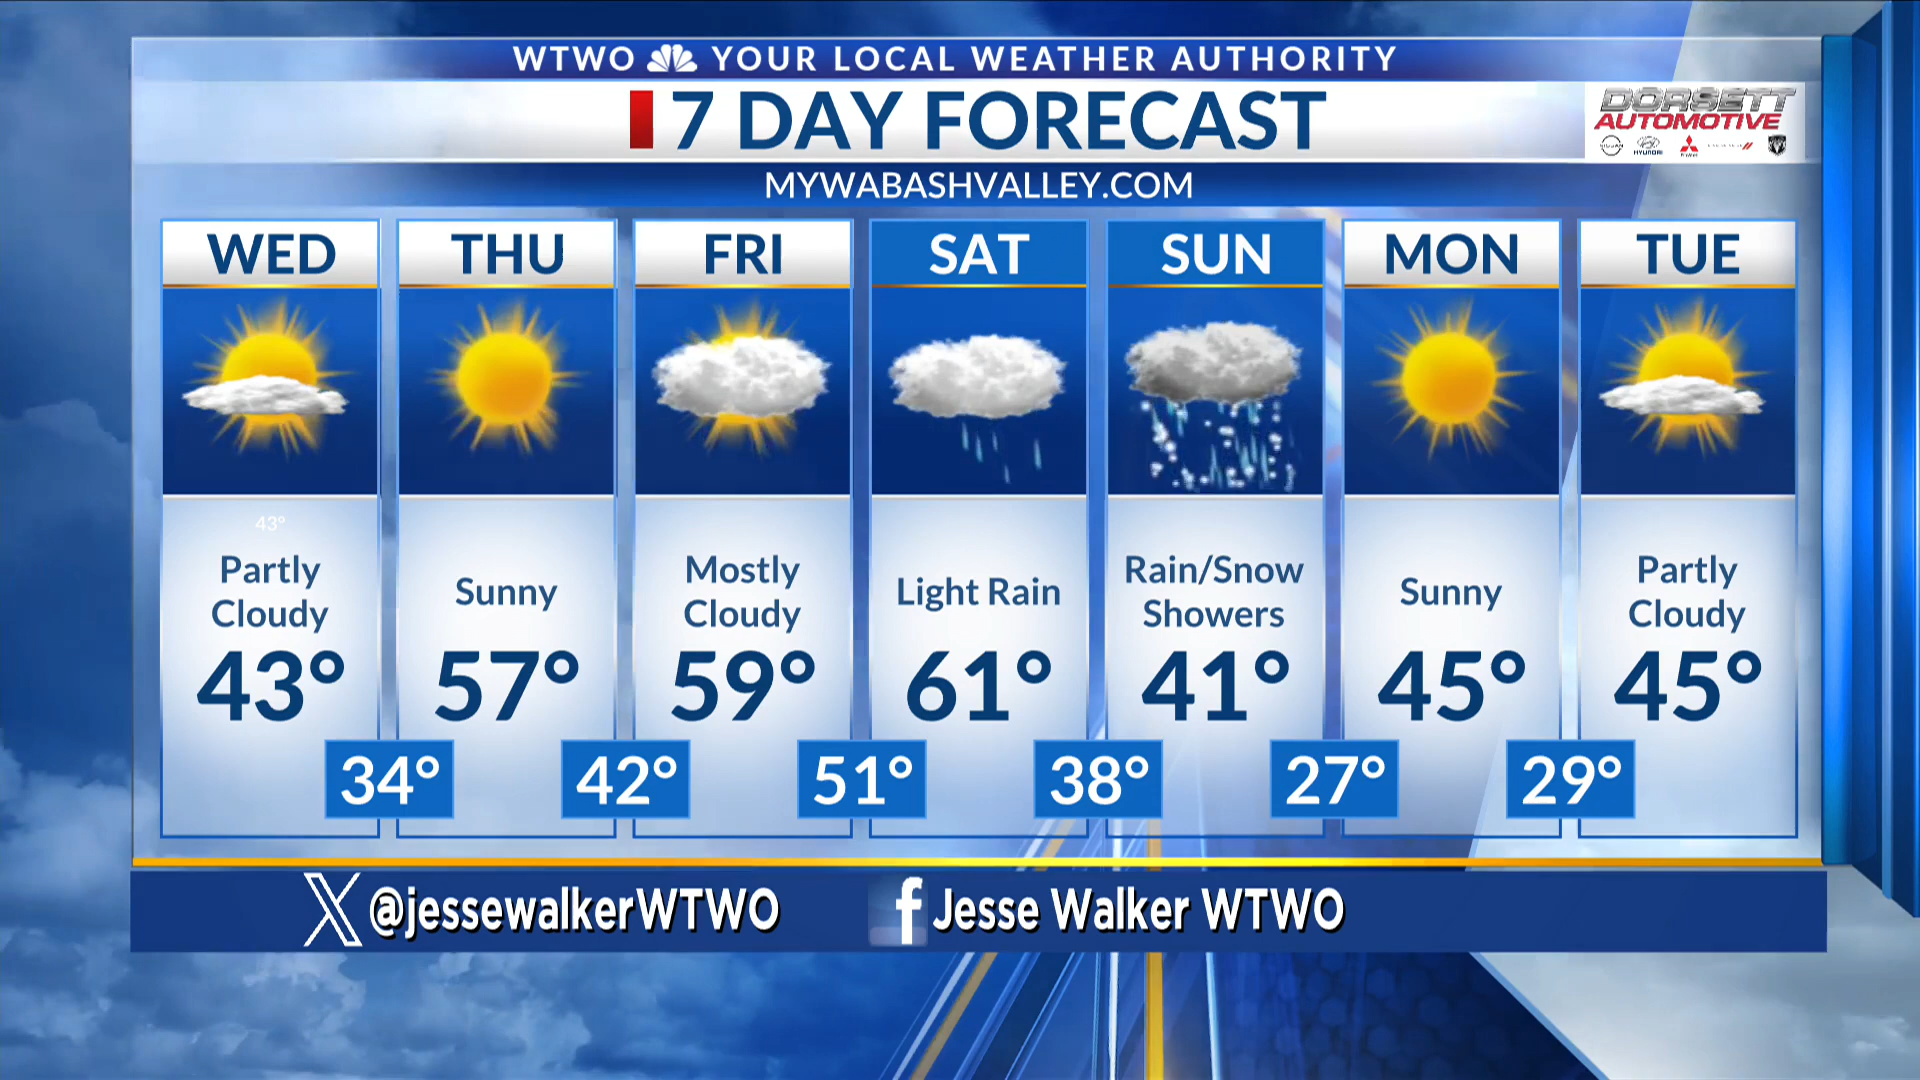 WTWO YOUR LOCAL WEATHER AUTHORITY
7 DAY FORECAST
DORSETT
AUTOMOTIVE
NISSAN HYUNDAI
MYWABASHVALLEY.COM
WED THU FRI SAT SUN MON TUE
43°
Partly Cloudy Sunny Mostly Cloudy Light Rain Rain/Snow Showers Sunny Partly Cloudy
43° 57° 59° 61° 41° 45° 45°
34° 42° 51° 38° 27° 29°
@jessewalkerWTWO Jesse Walker WTWO